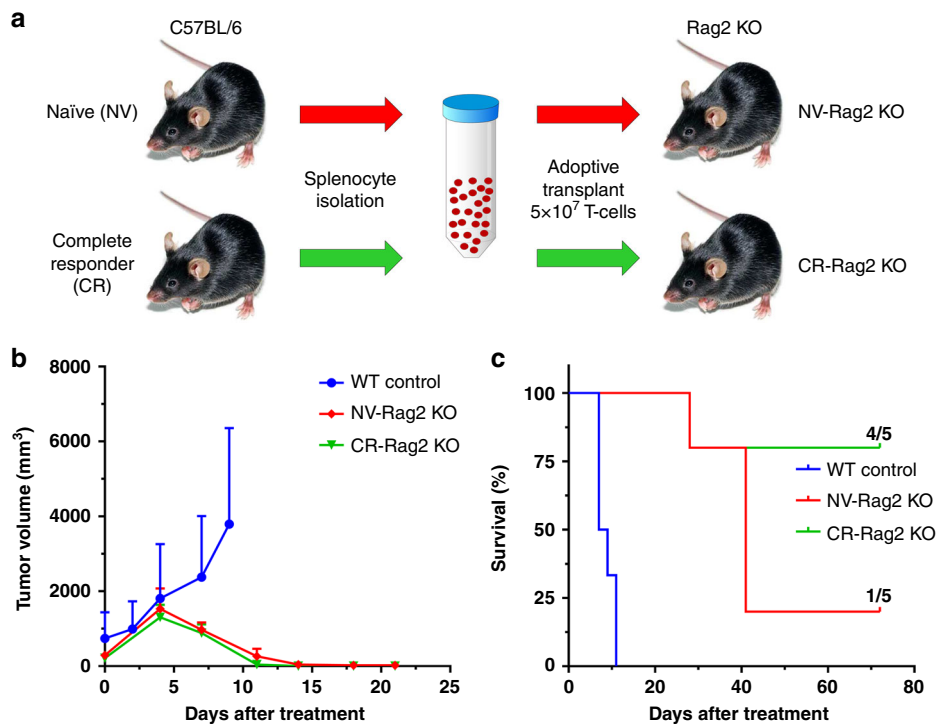 a
C57BL/6
Rag2 KO
Naïve (NV)
NV-Rag2 KO
Splenocyte
isolation
Adoptive
transplant
5×10⁷ T-cells
Complete
responder
(CR)
CR-Rag2 KO
b
8000
6000
4000
2000
0
Tumor volume (mm³)
WT control
NV-Rag2 KO
CR-Rag2 KO
0 5 10 15 20 25
Days after treatment
c
100
75
50
25
0
Survival (%)
4/5
WT control
NV-Rag2 KO
CR-Rag2 KO
1/5
0 20 40 60 80
Days after treatment